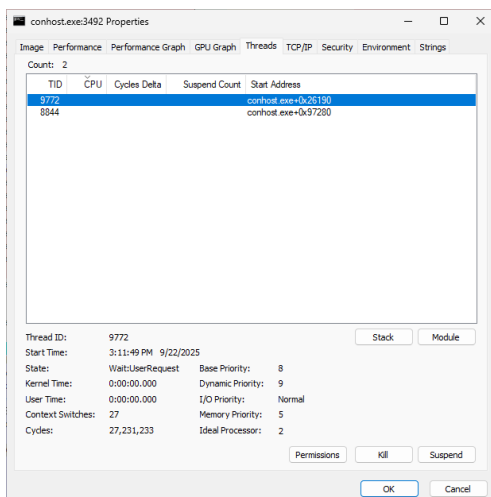 conhost.exe:3492 Properties
Image Performance Performance Graph GPU Graph Threads TCP/IP Security Environment Strings
Count: 2
TID CPU Cycles Delta Suspend Count Start Address
9772 conhost.exe+0x26190
8844 conhost.exe+0x97280
Thread ID: 9772 Stack Module
Start Time: 3:11:49 PM 9/22/2025
State: Wait:UserRequest Base Priority: 8
Kernel Time: 0:00:00.000 Dynamic Priority: 9
User Time: 0:00:00.000 I/O Priority: Normal
Context Switches: 27 Memory Priority: 5
Cycles: 27,231,233 Ideal Processor: 2
Permissions Kill Suspend
OK Cancel